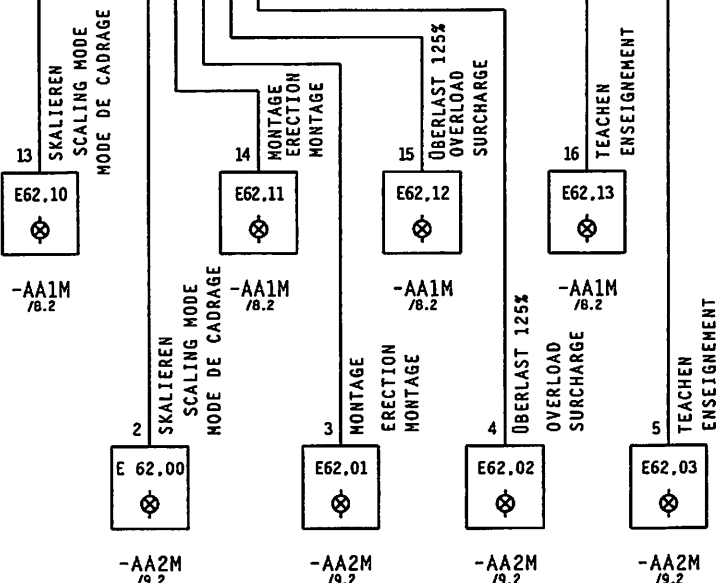 13
SKALIEREN
SCALING MODE
MODE DE CADRAGE
E62.10
-AA1M
/8.2
14
MONTAGE
ERECTION
MONTAGE
E62.11
-AA1M
/8.2
15
ÜBERLAST 125%
OVERLOAD
SURCHARGE
E62.12
-AA1M
/8.2
16
TEACHEN
ENSEIGNEMENT
E62.13
-AA1M
/8.2
2
SKALIEREN
SCALING MODE
MODE DE CADRAGE
E 62.00
-AA2M
/9.2
3
MONTAGE
ERECTION
MONTAGE
E62.01
-AA2M
/9.2
4
ÜBERLAST 125%
OVERLOAD
SURCHARGE
E62.02
-AA2M
/9.2
5
TEACHEN
ENSEIGNEMENT
E62.03
-AA2M
/9.2